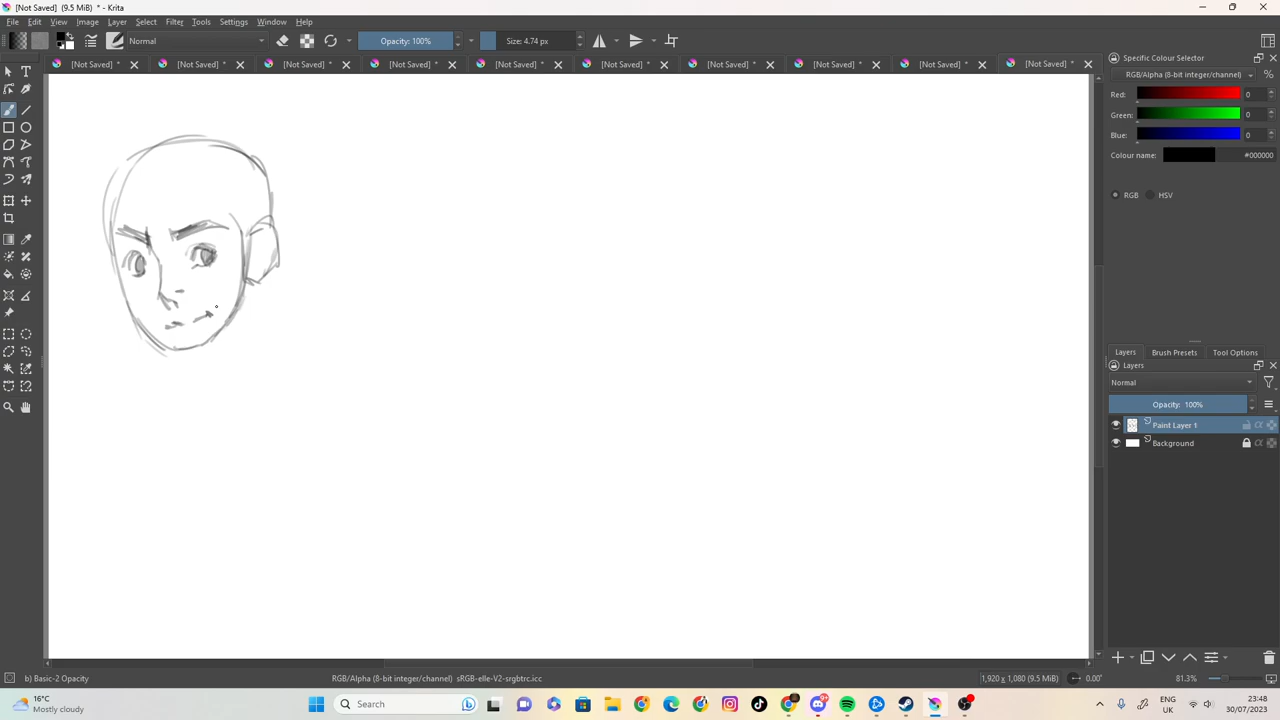 [Not Saved] (9.5 MiB) * - Krita
File Edit View Image Layer Select Filter Tools Settings Window Help
Normal Opacity: 100% Size: 4.74 px
[Not Saved] * [Not Saved] * [Not Saved] * [Not Saved] * [Not Saved] * [Not Saved] * [Not Saved] * [Not Saved] * [Not Saved] * [Not Saved] *
Specific Colour Selector
RGB/Alpha (8-bit integer/channel) %
Red: 0
Green: 0
Blue: 0
Colour name: #000000
RGB HSV
Layers Brush Presets Tool Options
Layers
Normal
Opacity: 100%
Paint Layer 1
Background
b) Basic-2 Opacity RGB/Alpha (8-bit integer/channel) sRGB-elle-V2-srgbtrc.icc 1,920 x 1,080 (9.5 MiB) 0.00° 81.3%
16°C
Mostly cloudy
Search
ENG
UK
23:48
30/07/2023